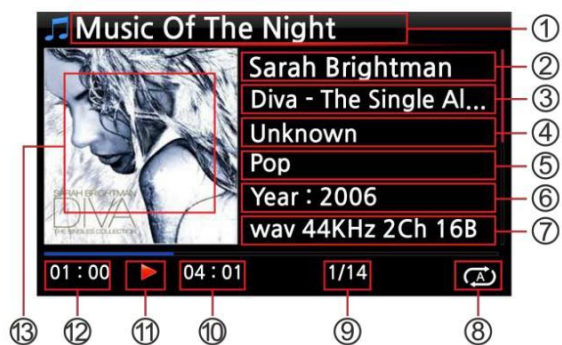 Music Of The Night
①
Sarah Brightman
②
Diva - The Single Al...
③
Unknown
④
Pop
⑤
Year : 2006
⑥
wav 44KHz 2Ch 16B
⑦
SARAH BRIGHTMAN
DIVA
THE SINGLES COLLECTION
01 : 00
04 : 01
1/14
A
⑬ ⑫ ⑪ ⑩ ⑨ ⑧